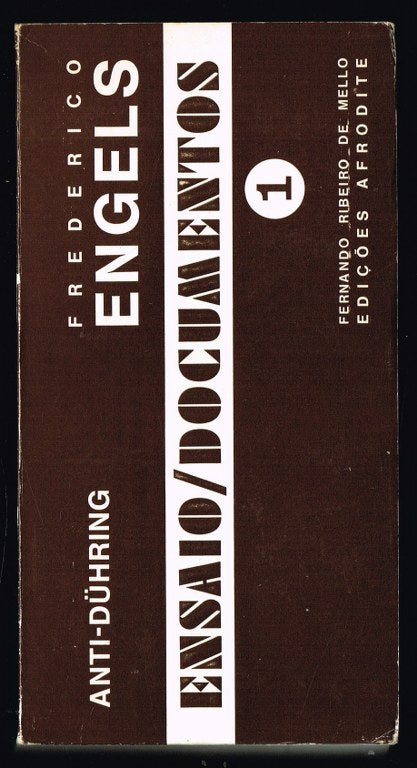 FREDERICO
ENGELS
ANTI-DÜHRING
ENSAIO/DOCUMENTOS
1
FERNANDO RIBEIRO DE MELLO
EDIÇÕES AFRODITE